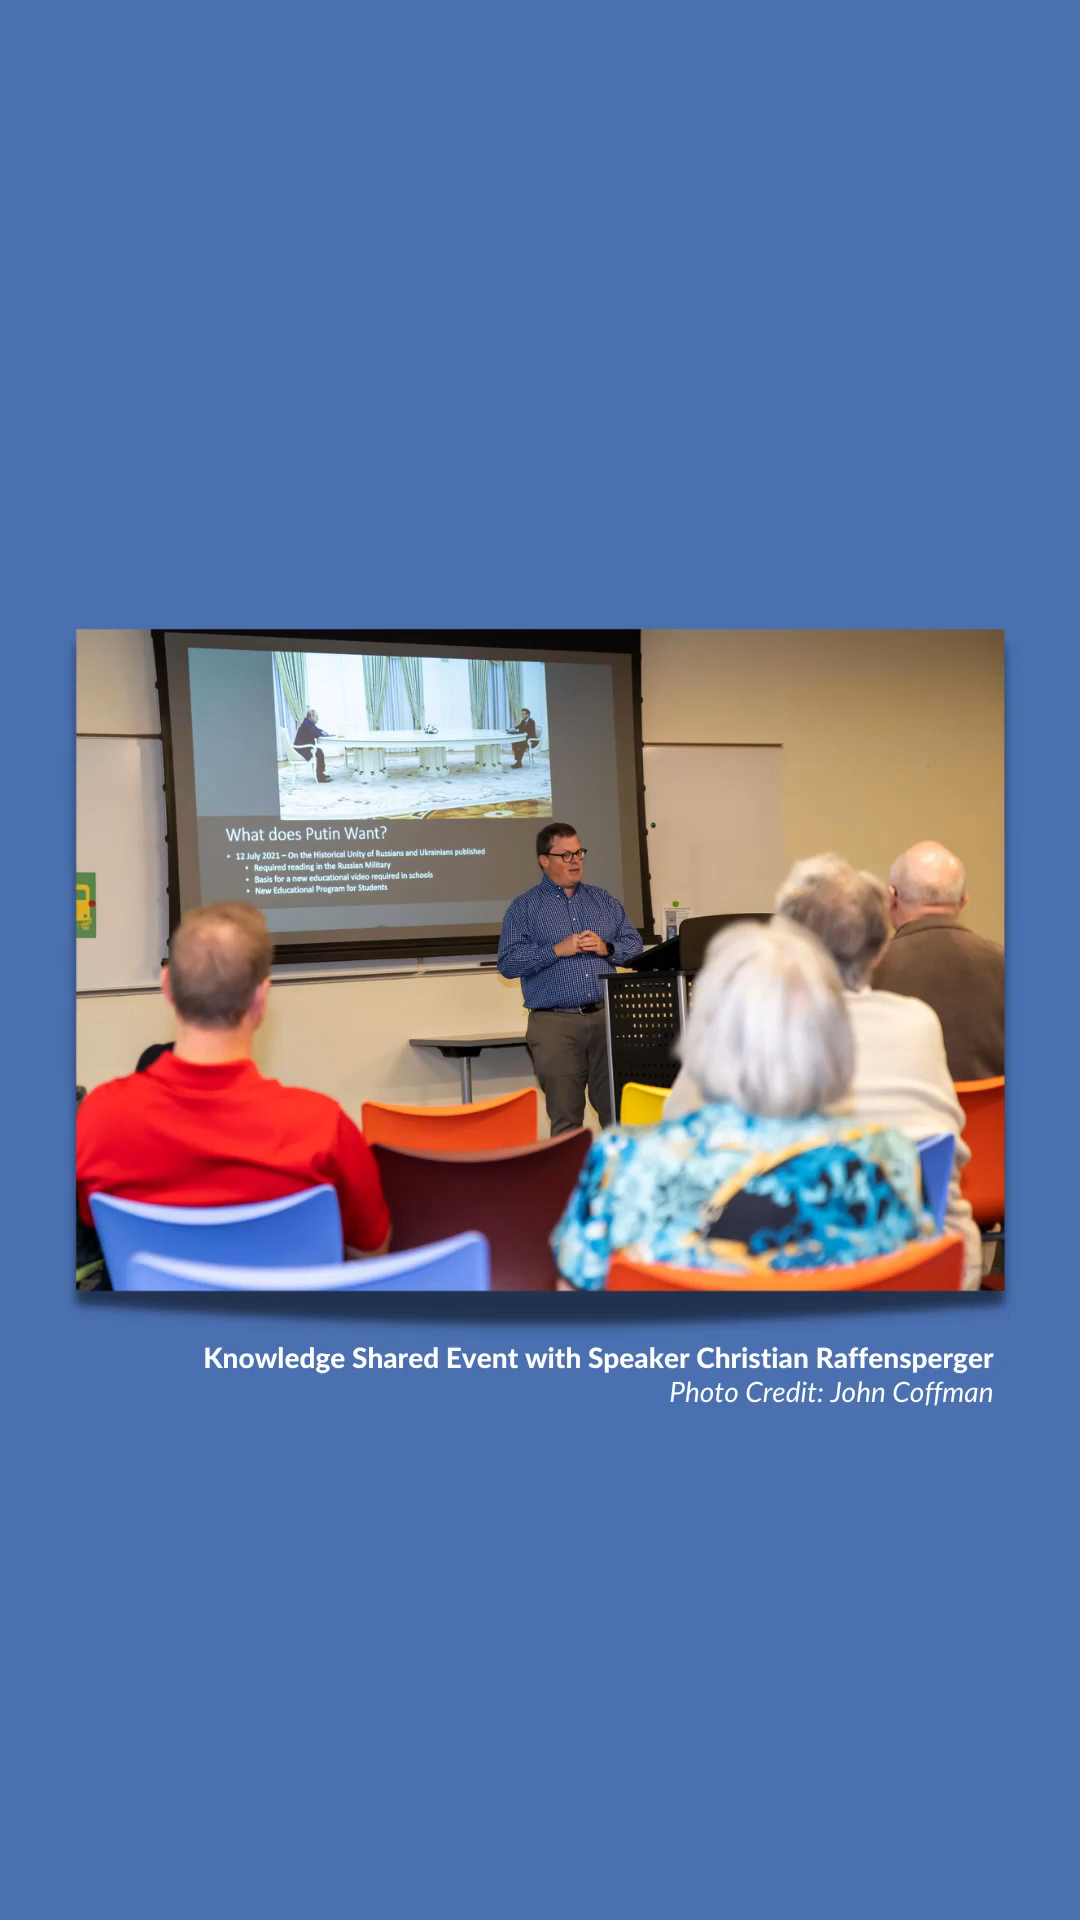 What does Putin Want?
• 12 July 2021 – On the Historical Unity of Russians and Ukrainians published
• Required reading in the Russian Military
• Basis for a new educational video required in schools
• New Educational Program for Students
Knowledge Shared Event with Speaker Christian Raffensperger
Photo Credit: John Coffman